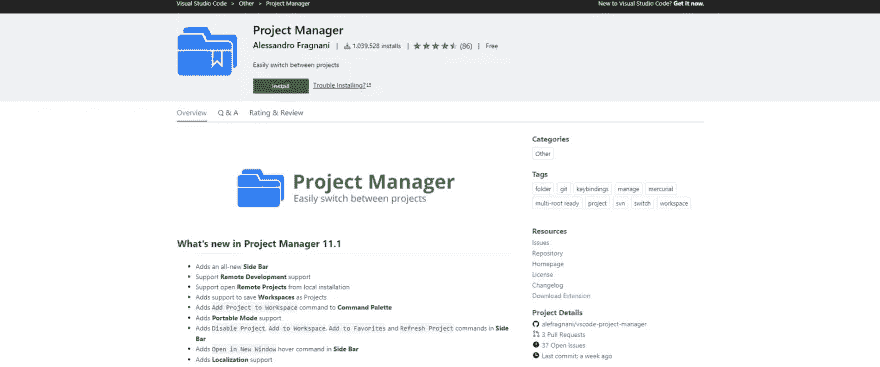 Visual Studio Code > Other > Project Manager
New to Visual Studio Code? Get it now.
Project Manager
Alessandro Fragnani | 1.039.528 installs | (86) | Free
Easily switch between projects
Install Trouble Installing?
Overview Q & A Rating & Review
Project Manager
Easily switch between projects
What's new in Project Manager 11.1
Adds an all-new Side Bar
Support Remote Development support
Support open Remote Projects from local installation
Adds support to save Workspaces as Projects
Adds Add Project to Workspace command to Command Palette
Adds Portable Mode support
Adds Disable Project, Add to Workspace, Add to Favorites and Refresh Project commands in Side
Bar
Adds Open in New Window hover command in Side Bar
Adds Localization support
Categories
Other
Tags
folder git keybindings manage mercurial
multi-root ready project svn switch workspace
Resources
Issues
Repository
Homepage
License
Changelog
Download Extension
Project Details
alefragnani/vscode-project-manager
3 Pull Requests
37 Open Issues
Last commit: a week ago